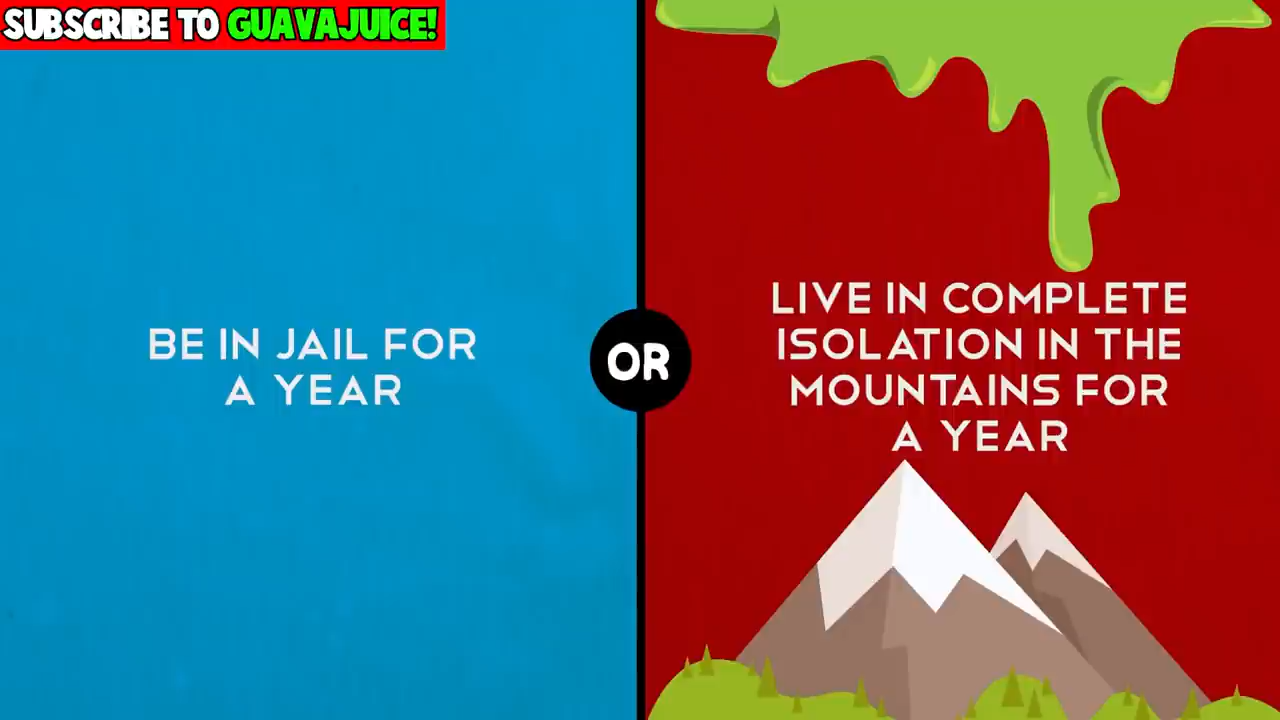 SUBSCRIBE TO GUAVAJUICE!
BE IN JAIL FOR
A YEAR
OR
LIVE IN COMPLETE
ISOLATION IN THE
MOUNTAINS FOR
A YEAR